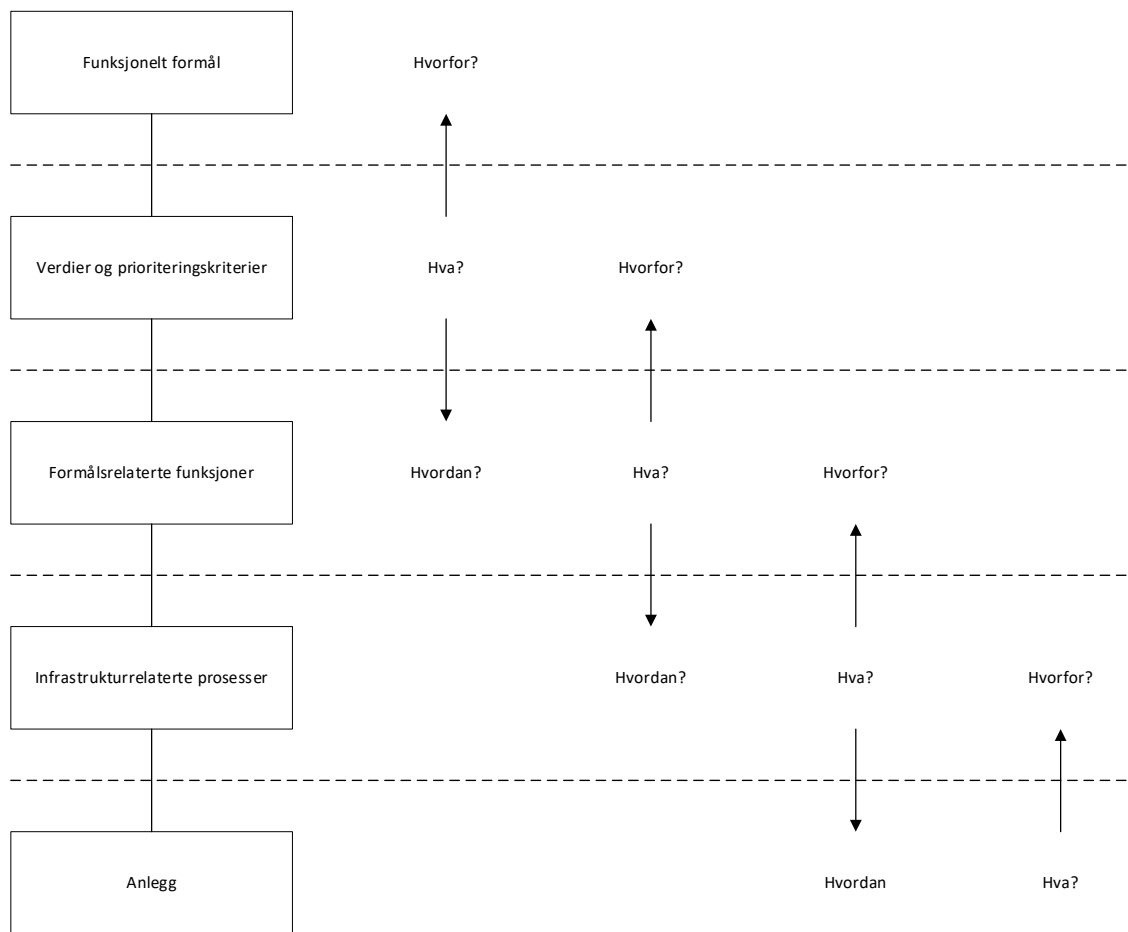 Funksjonelt formål
Hvorfor?
Verdier og prioriteringskriterier
Hva?
Hvorfor?
Formålsrelaterte funksjoner
Hvordan?
Hva?
Hvorfor?
Infrastrukturrelaterte prosesser
Hvordan?
Hva?
Hvorfor?
Anlegg
Hvordan
Hva?